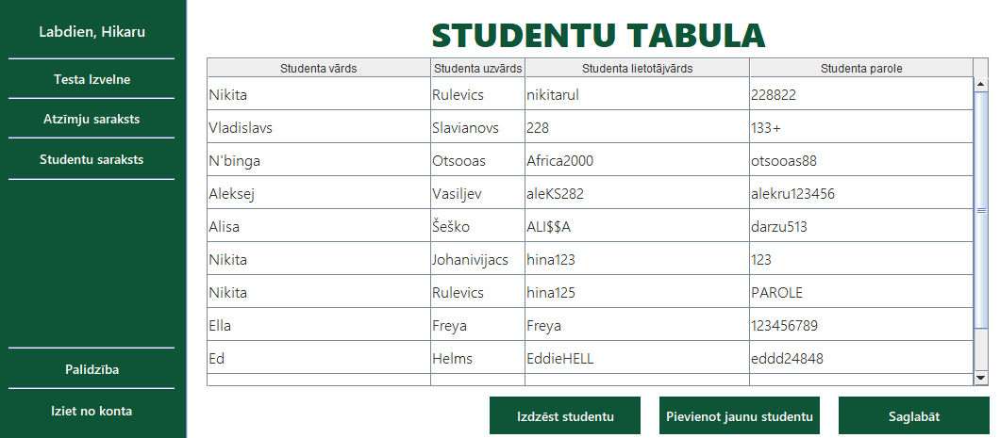 Labdien, Hikaru
Testa Izvelne
Atzīmju saraksts
Studentu saraksts
Palidzība
Iziet no konta
STUDENTU TABULA
Studenta vārds Studenta uzvārds Studenta lietotājvārds Studenta parole
Nikita Rulevics nikitarul 228822
Vladislavs Slavianovs 228 133+
N'binga Otsooas Africa2000 otsooas88
Aleksej Vasiljev aleKS282 alekru123456
Alisa Šeško ALI$$A darzu513
Nikita Johanivijacs hina123 123
Nikita Rulevics hina125 PAROLE
Ella Freya Freya 123456789
Ed Helms EddieHELL eddd24848
Izdzēst studentu Pievienot jaunu studentu Saglabāt